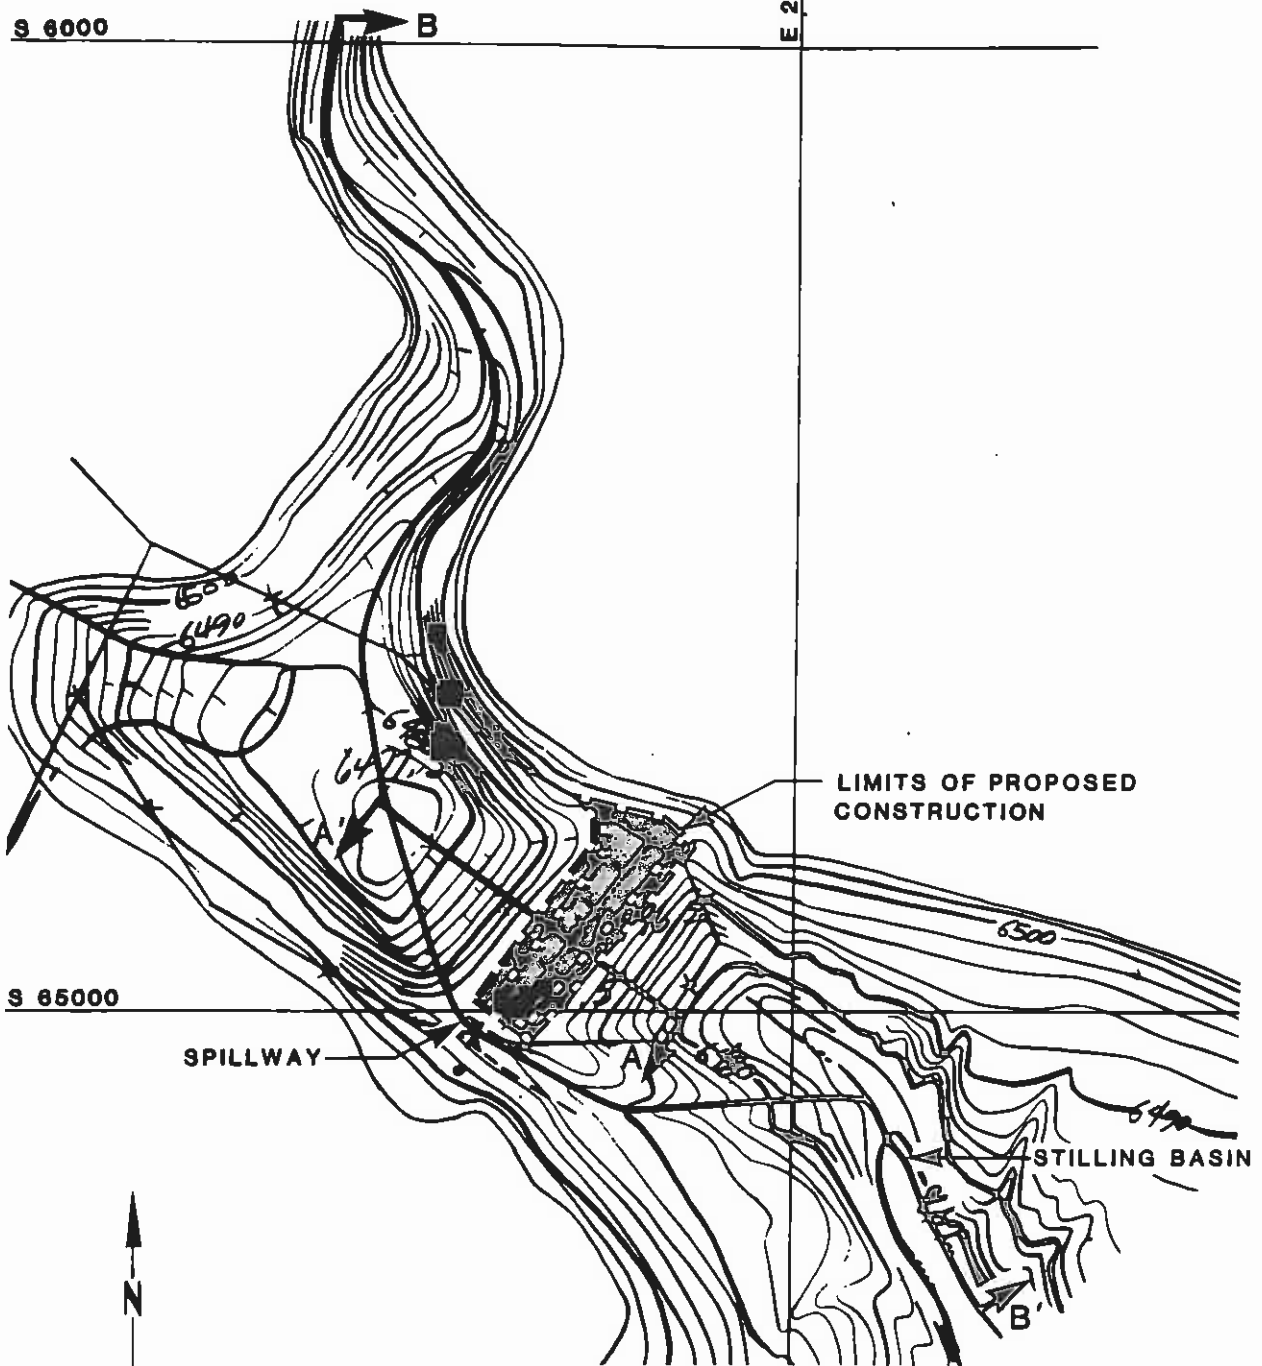 S 6000
B
E 2
6500
6490
A'
LIMITS OF PROPOSED
CONSTRUCTION
6500
S 65000
SPILLWAY
A
6490
STILLING BASIN
B'
N